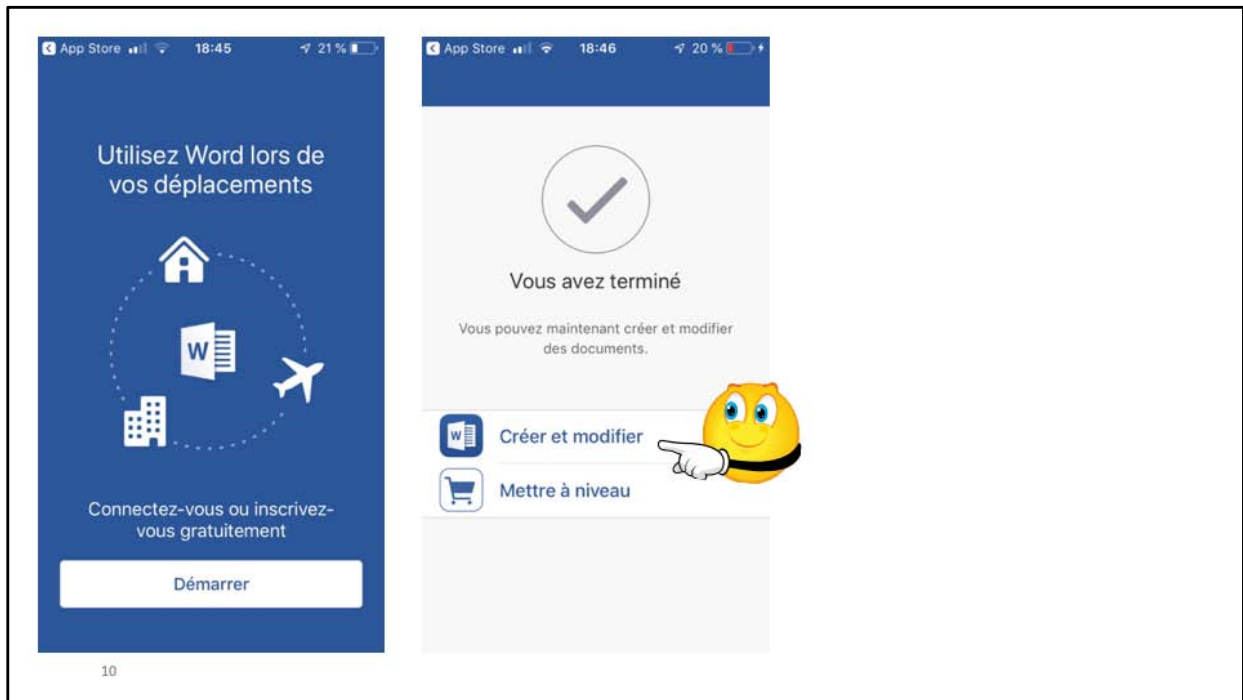 App Store 18:45 21 %
Utilisez Word lors de
vos déplacements
W
Connectez-vous ou inscrivez-
vous gratuitement
Démarrer
App Store 18:46 20 %
Vous avez terminé
Vous pouvez maintenant créer et modifier
des documents.
W
Créer et modifier
Mettre à niveau
10